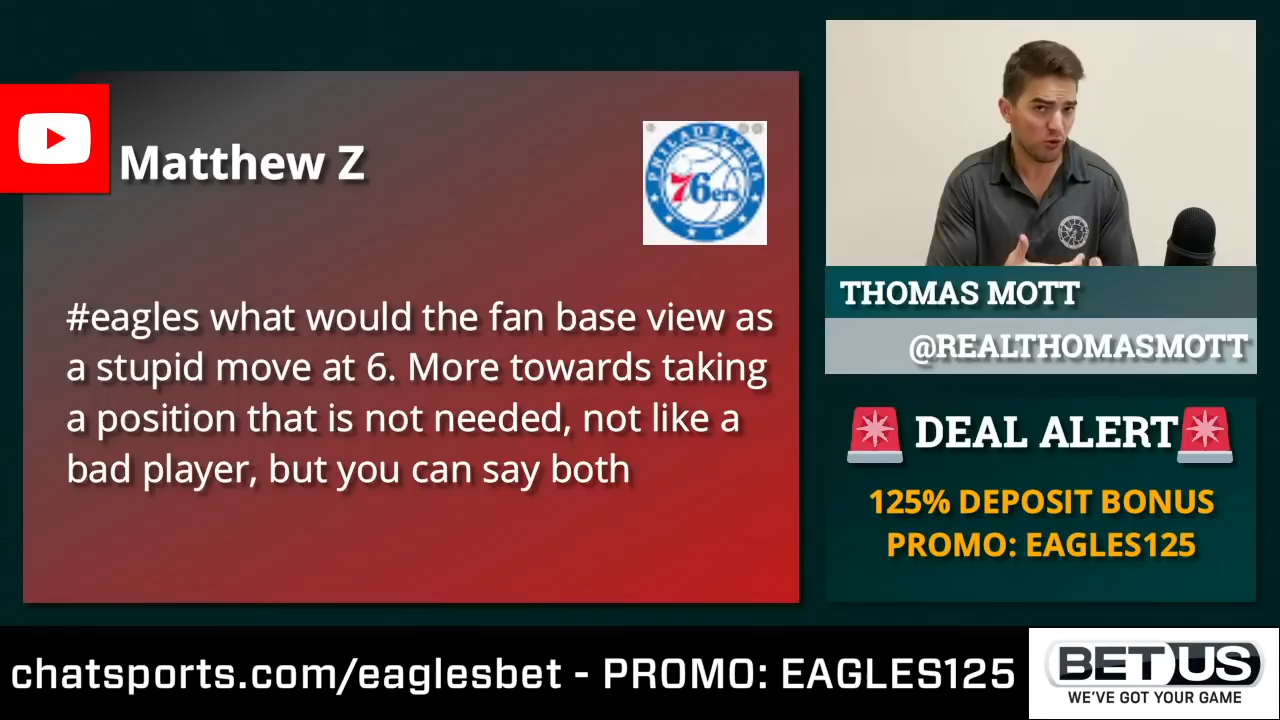 Matthew Z
PHILADELPHIA
76ers
#eagles what would the fan base view as
a stupid move at 6. More towards taking
a position that is not needed, not like a
bad player, but you can say both
THOMAS MOTT
@REALTHOMASMOTT
DEAL ALERT
125% DEPOSIT BONUS
PROMO: EAGLES125
chatsports.com/eaglesbet - PROMO: EAGLES125
BETUS
WE'VE GOT YOUR GAME